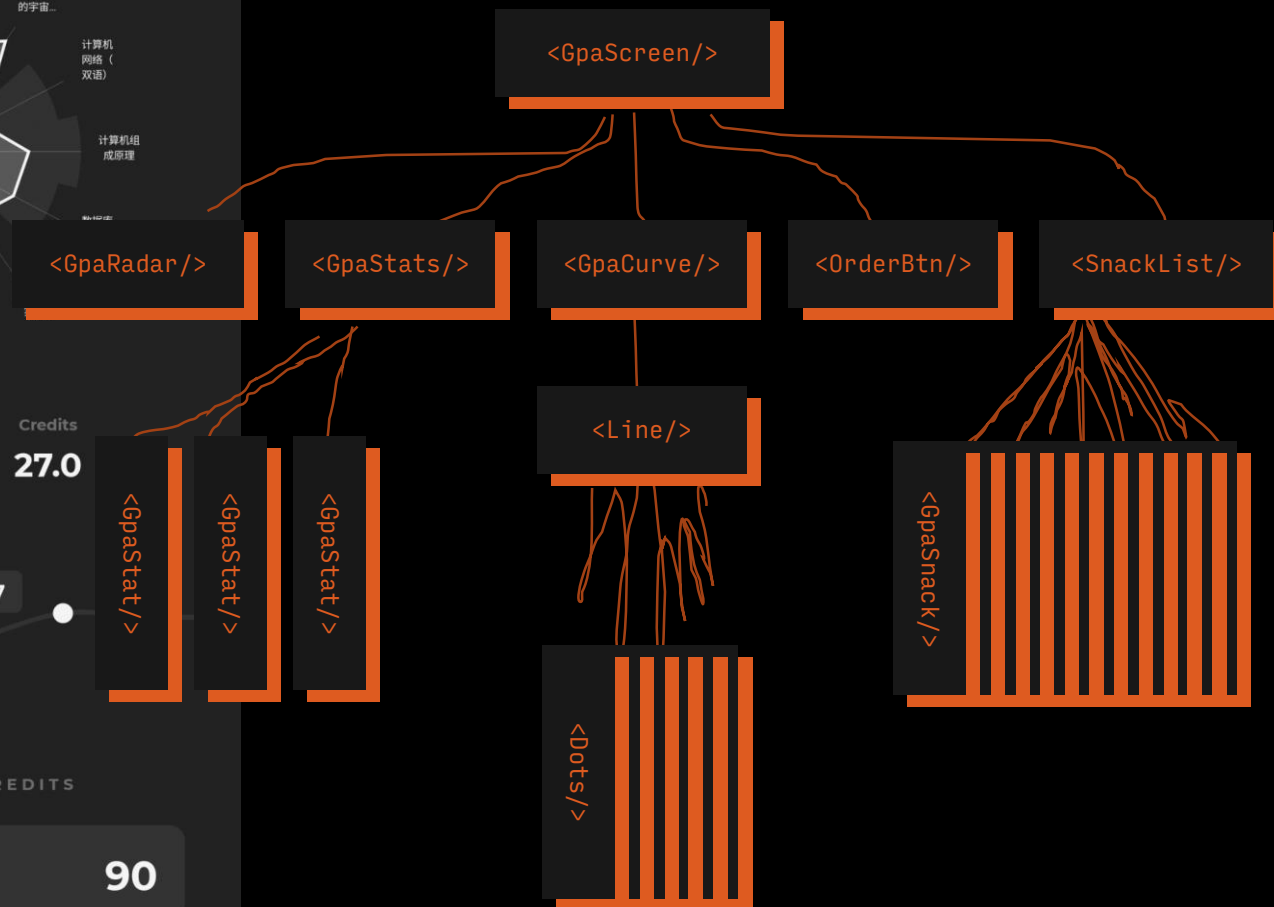 的宇宙...
计算机
网络（
双语）
计算机组
成原理
<GpaScreen/>
<GpaRadar/>
<GpaStats/>
<GpaCurve/>
<OrderBtn/>
<SnackList/>
<Line/>
Credits
27.0
<GpaStat/>
<GpaStat/>
<GpaStat/>
<GpaSnack/>
<Dots/>
EDITS
90